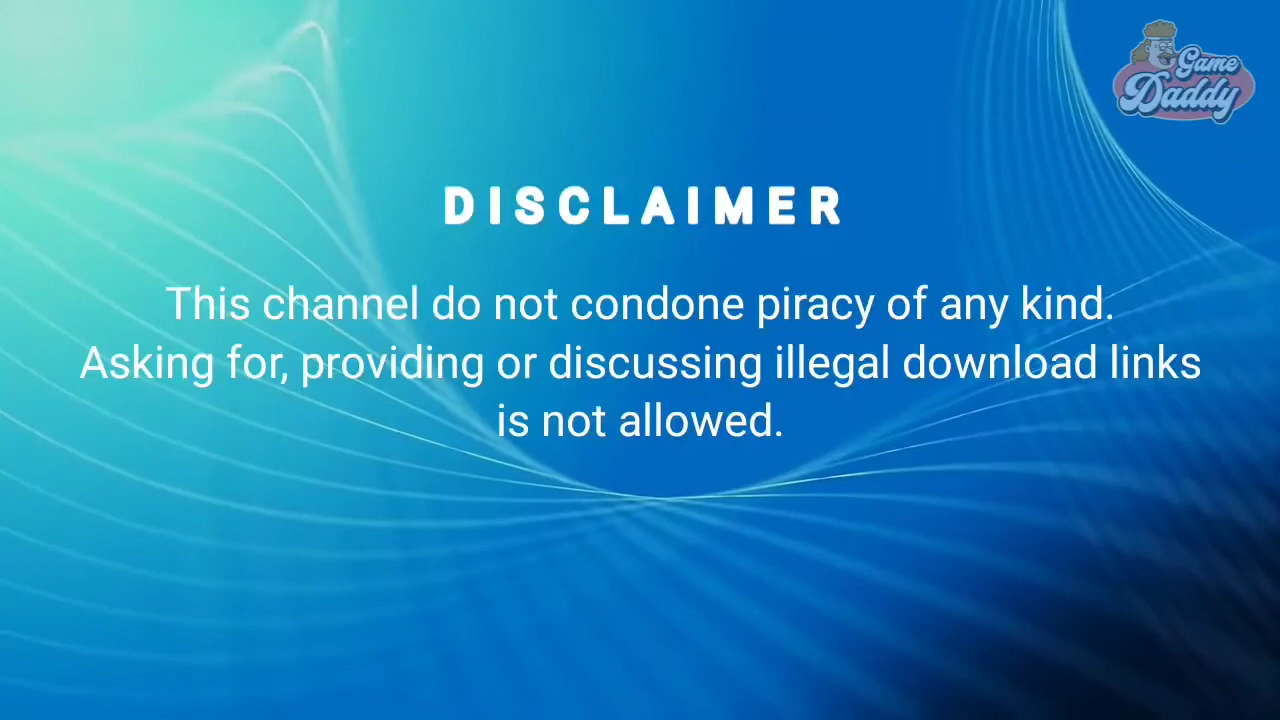 Game
Daddy
DISCLAIMER
This channel do not condone piracy of any kind.
Asking for, providing or discussing illegal download links
is not allowed.